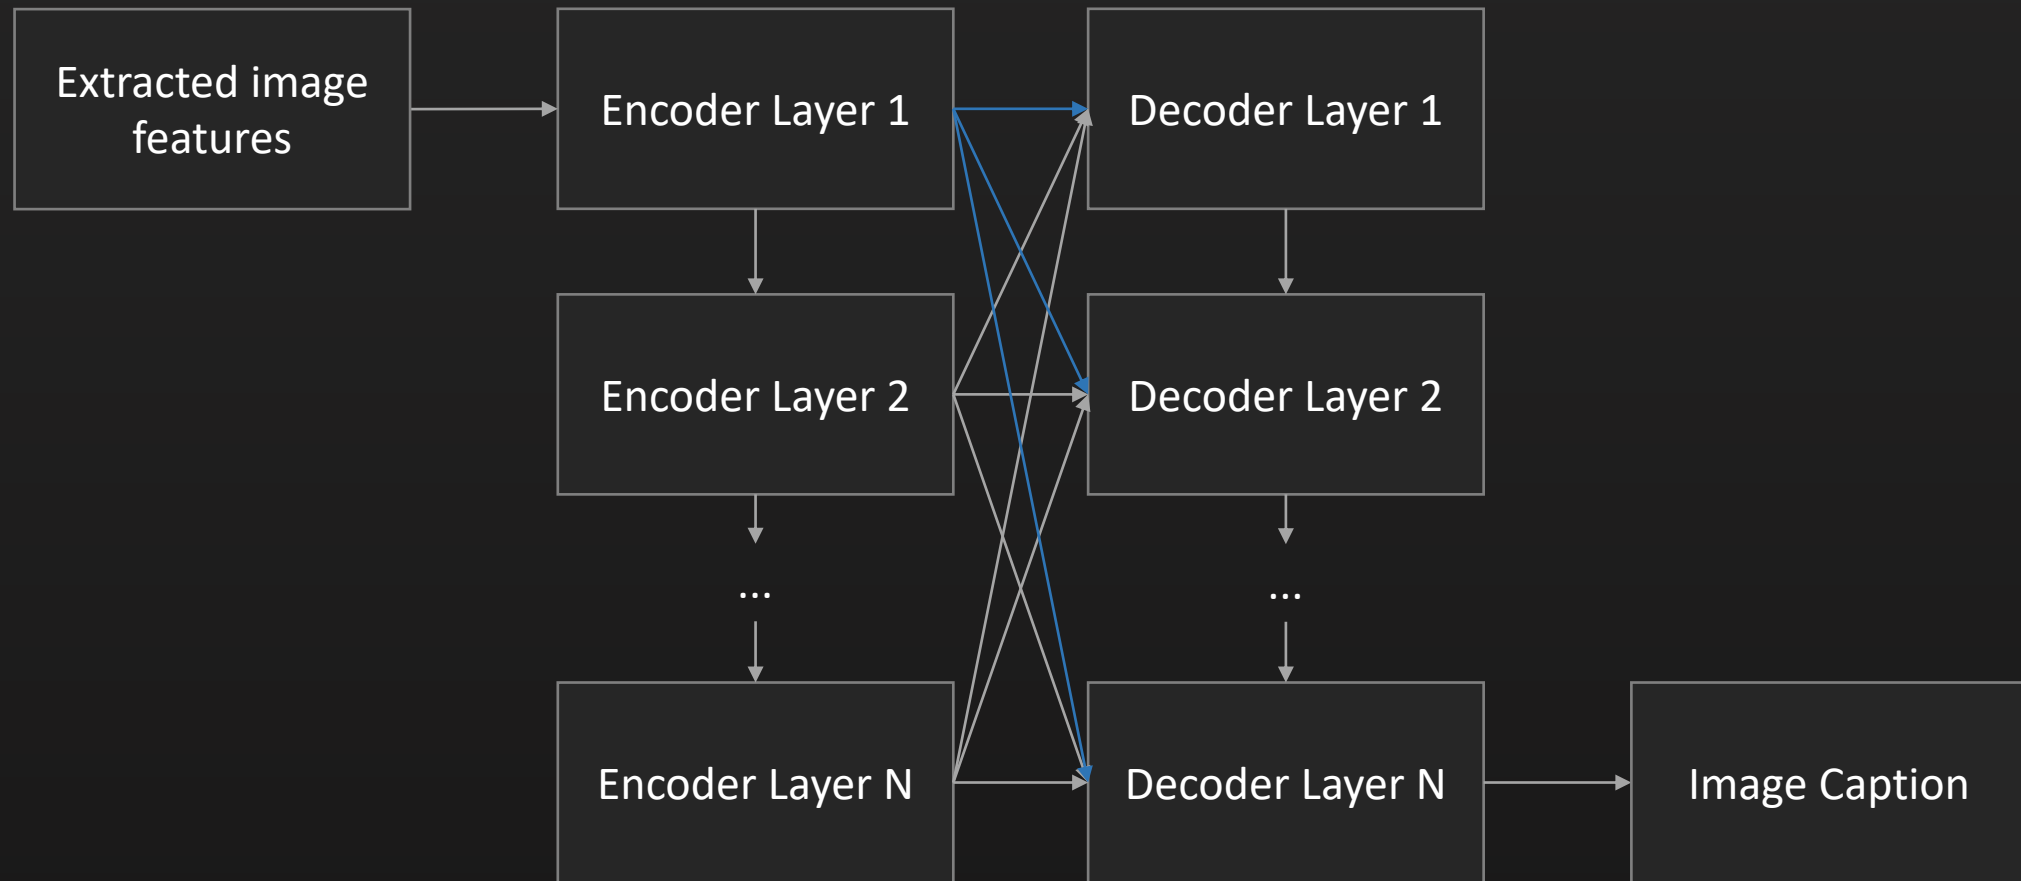 Extracted image
features
Encoder Layer 1
Decoder Layer 1
Encoder Layer 2
Decoder Layer 2
...
...
Encoder Layer N
Decoder Layer N
Image Caption